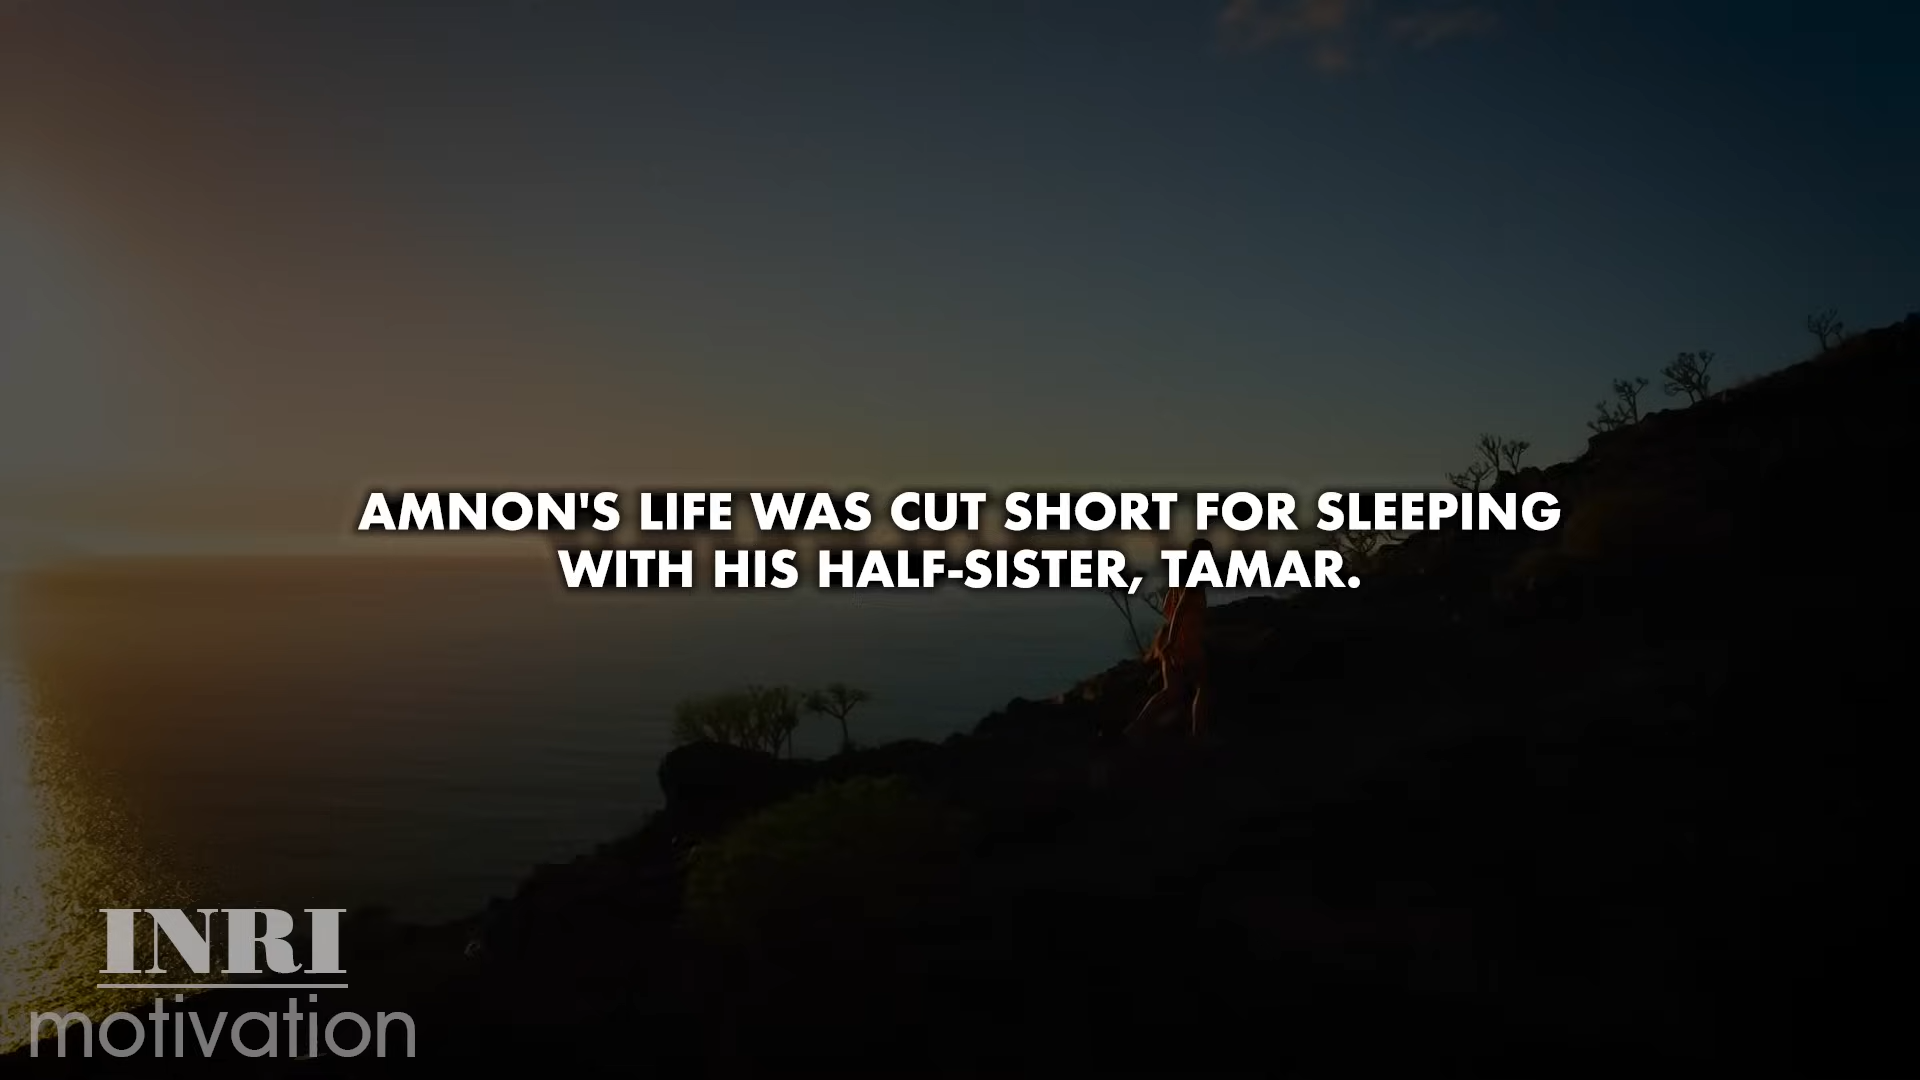 AMNON'S LIFE WAS CUT SHORT FOR SLEEPING
WITH HIS HALF-SISTER, TAMAR.
INRI
motivation